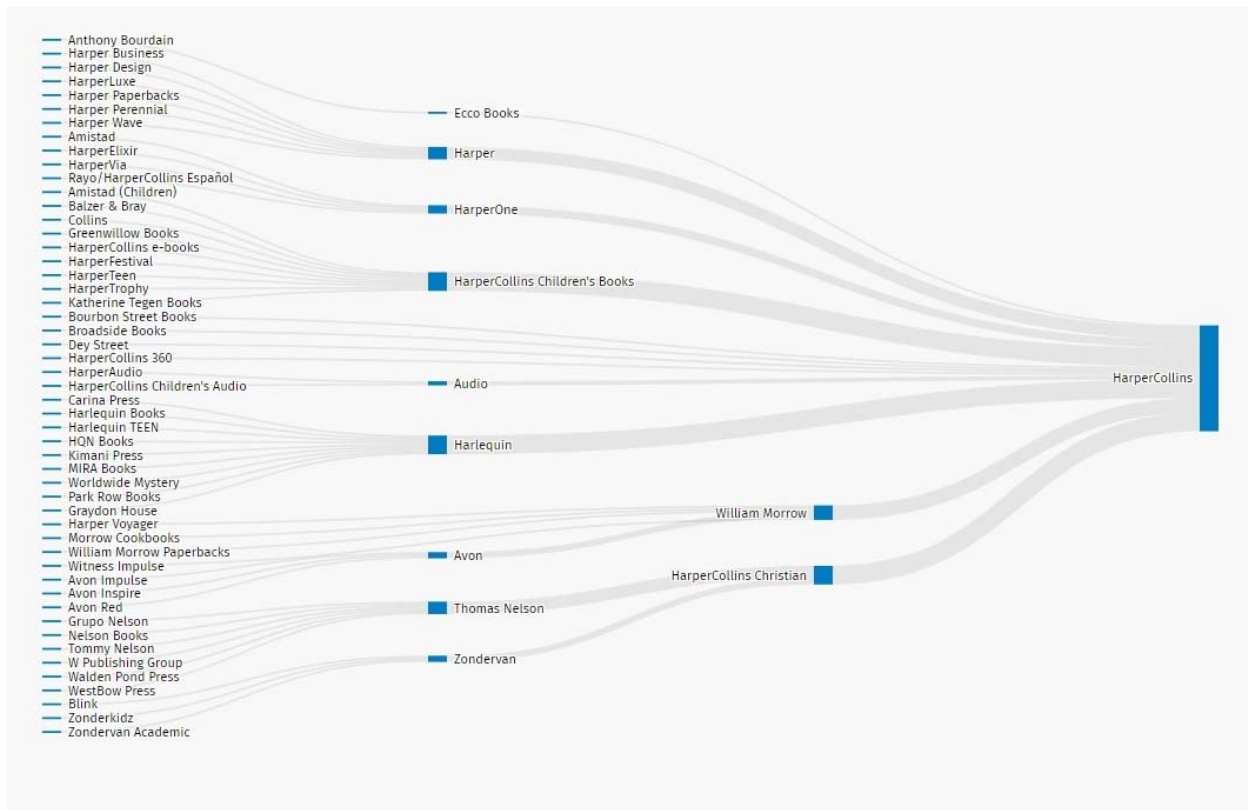 Anthony Bourdain
Harper Business
Harper Design
HarperLuxe
Harper Paperbacks
Harper Perennial
Harper Wave
Amistad
HarperElixir
HarperVia
Rayo/HarperCollins Español
Amistad (Children)
Balzer & Bray
Collins
Greenwillow Books
HarperCollins e-books
HarperFestival
HarperTeen
HarperTrophy
Katherine Tegen Books
Bourbon Street Books
Broadside Books
Dey Street
HarperCollins 360
HarperAudio
HarperCollins Children's Audio
Carina Press
Harlequin Books
Harlequin TEEN
HQN Books
Kimani Press
MIRA Books
Worldwide Mystery
Park Row Books
Graydon House
Harper Voyager
Morrow Cookbooks
William Morrow Paperbacks
Witness Impulse
Avon Impulse
Avon Inspire
Avon Red
Grupo Nelson
Nelson Books
Tommy Nelson
W Publishing Group
Walden Pond Press
WestBow Press
Blink
Zonderkidz
Zondervan Academic
Ecco Books
Harper
HarperOne
HarperCollins Children's Books
Audio
Harlequin
Avon
Thomas Nelson
Zondervan
William Morrow
HarperCollins Christian
HarperCollins